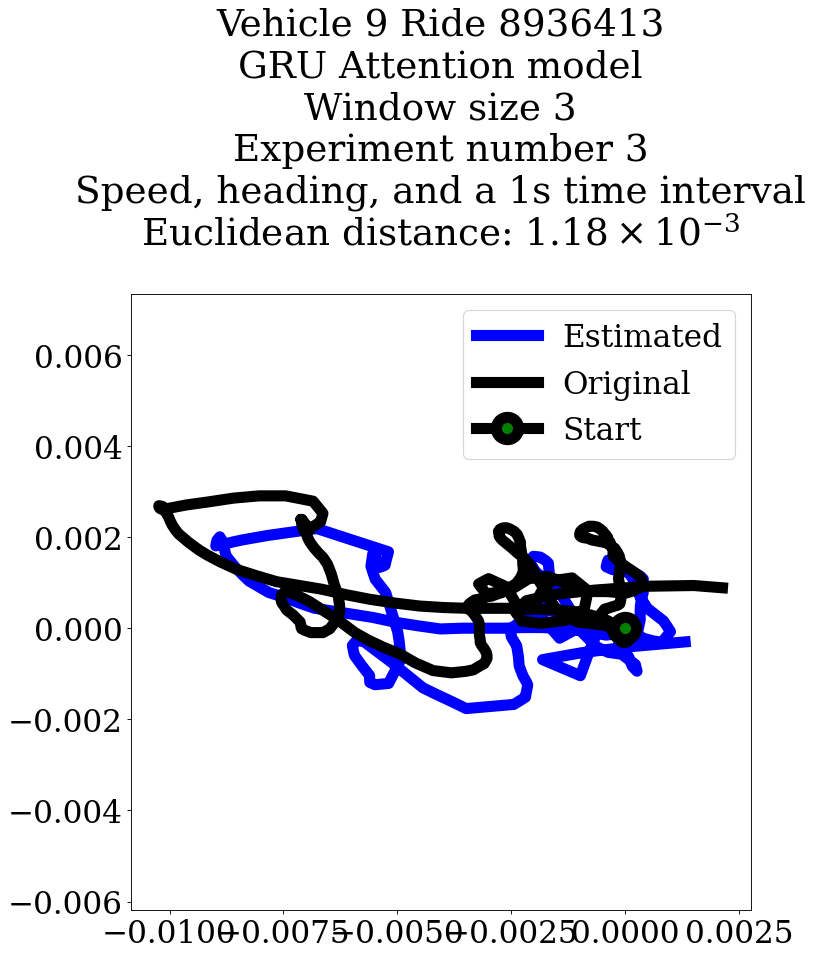 Vehicle 9 Ride 8936413
GRU Attention model
Window size 3
Experiment number 3
Speed, heading, and a 1s time interval
Euclidean distance: 1.18 × 10⁻³
Estimated
Original
Start
0.006
0.004
0.002
0.000
−0.002
−0.004
−0.006
−0.0100
−0.0075
−0.0050
−0.0025
0.0000
0.0025